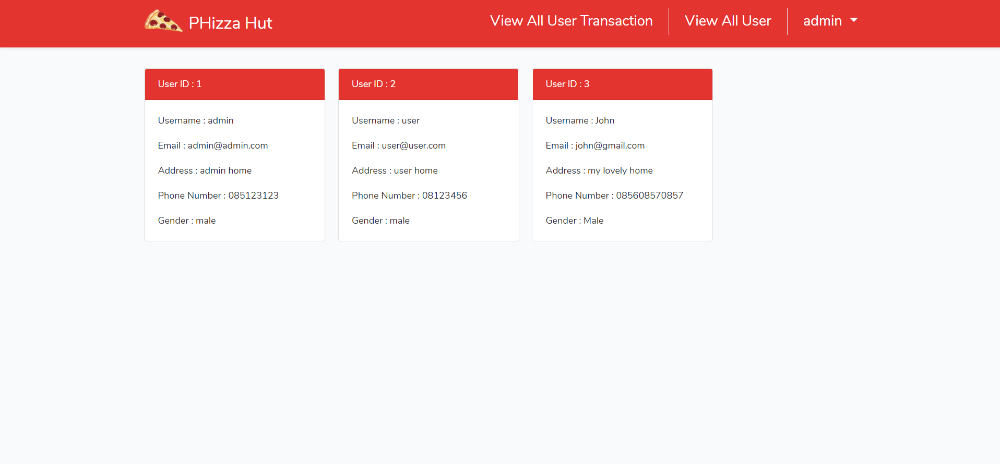 PHizza Hut
View All User Transaction
View All User
admin
User ID : 1
Username : admin
Email : admin@admin.com
Address : admin home
Phone Number : 085123123
Gender : male
User ID : 2
Username : user
Email : user@user.com
Address : user home
Phone Number : 08123456
Gender : male
User ID : 3
Username : John
Email : john@gmail.com
Address : my lovely home
Phone Number : 085608570857
Gender : Male